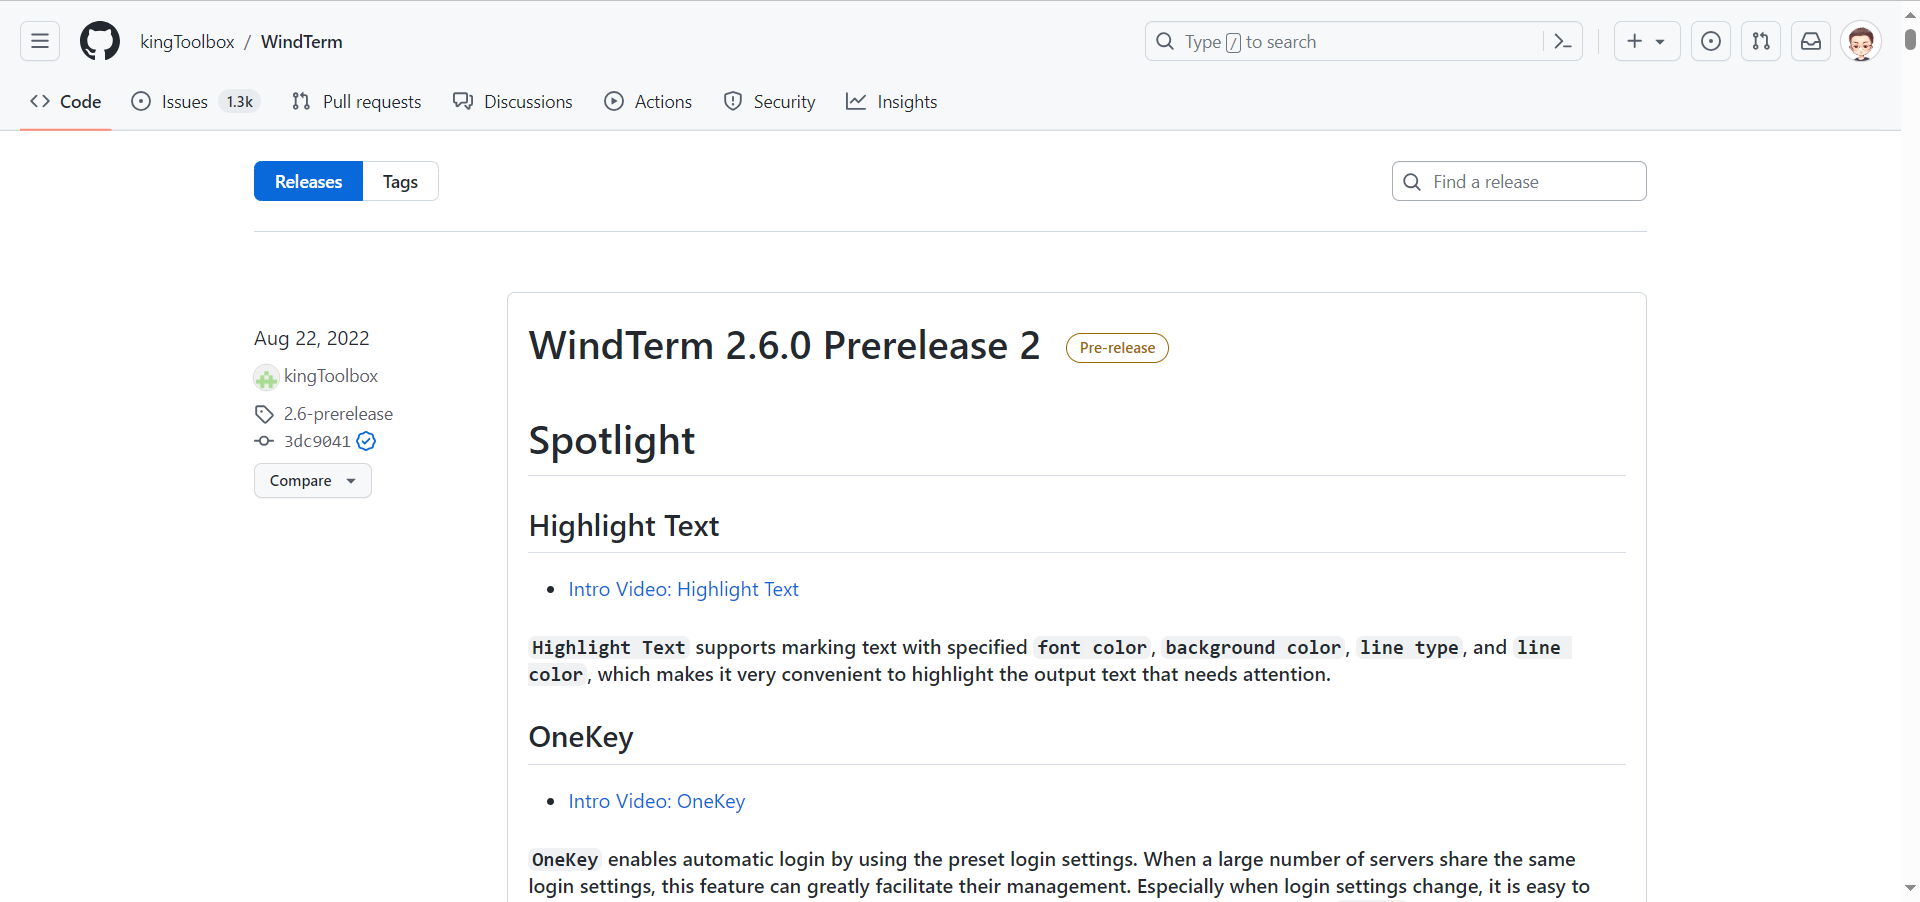 kingToolbox / WindTerm
Type / to search
Code
Issues 1.3k
Pull requests
Discussions
Actions
Security
Insights
Releases
Tags
Find a release
Aug 22, 2022
kingToolbox
2.6-prerelease
3dc9041
Compare
WindTerm 2.6.0 Prerelease 2 Pre-release
Spotlight
Highlight Text
• Intro Video: Highlight Text
Highlight Text supports marking text with specified font color, background color, line type, and line
color, which makes it very convenient to highlight the output text that needs attention.
OneKey
• Intro Video: OneKey
OneKey enables automatic login by using the preset login settings. When a large number of servers share the same
login settings, this feature can greatly facilitate their management. Especially when login settings change, it is easy to